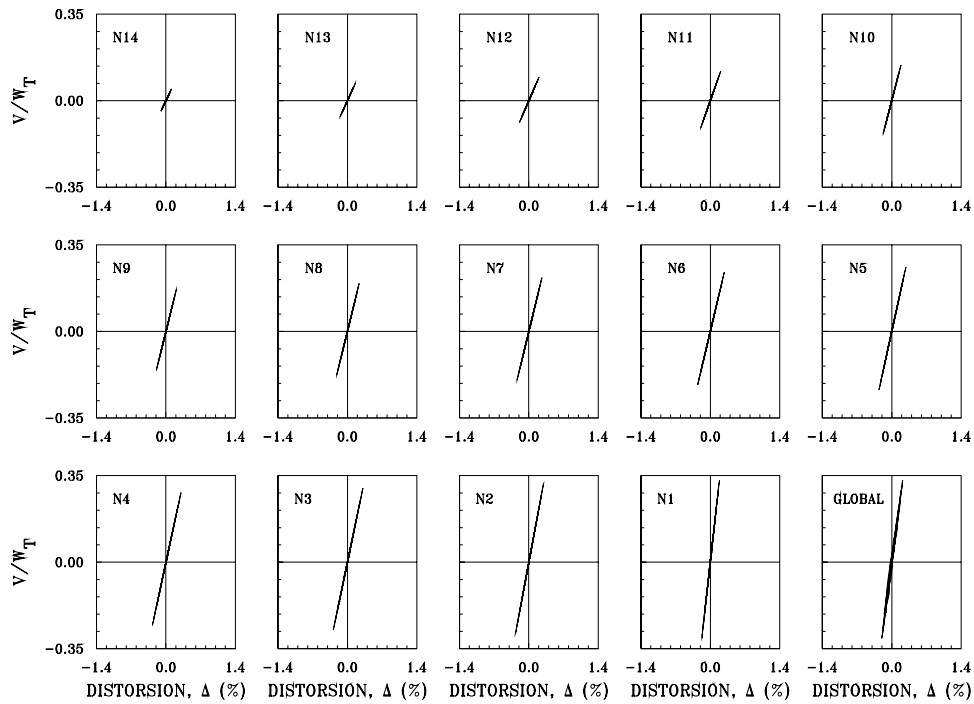 0.35
N14 N13 N12 N11 N10
V/W_T
0.00
-0.35
-1.4 0.0 1.4 -1.4 0.0 1.4 -1.4 0.0 1.4 -1.4 0.0 1.4 -1.4 0.0 1.4
0.35
N9 N8 N7 N6 N5
V/W_T
0.00
-0.35
-1.4 0.0 1.4 -1.4 0.0 1.4 -1.4 0.0 1.4 -1.4 0.0 1.4 -1.4 0.0 1.4
0.35
N4 N3 N2 N1 GLOBAL
V/W_T
0.00
-0.35
-1.4 0.0 1.4 -1.4 0.0 1.4 -1.4 0.0 1.4 -1.4 0.0 1.4 -1.4 0.0 1.4
DISTORSION, Δ (%) DISTORSION, Δ (%) DISTORSION, Δ (%) DISTORSION, Δ (%) DISTORSION, Δ (%)